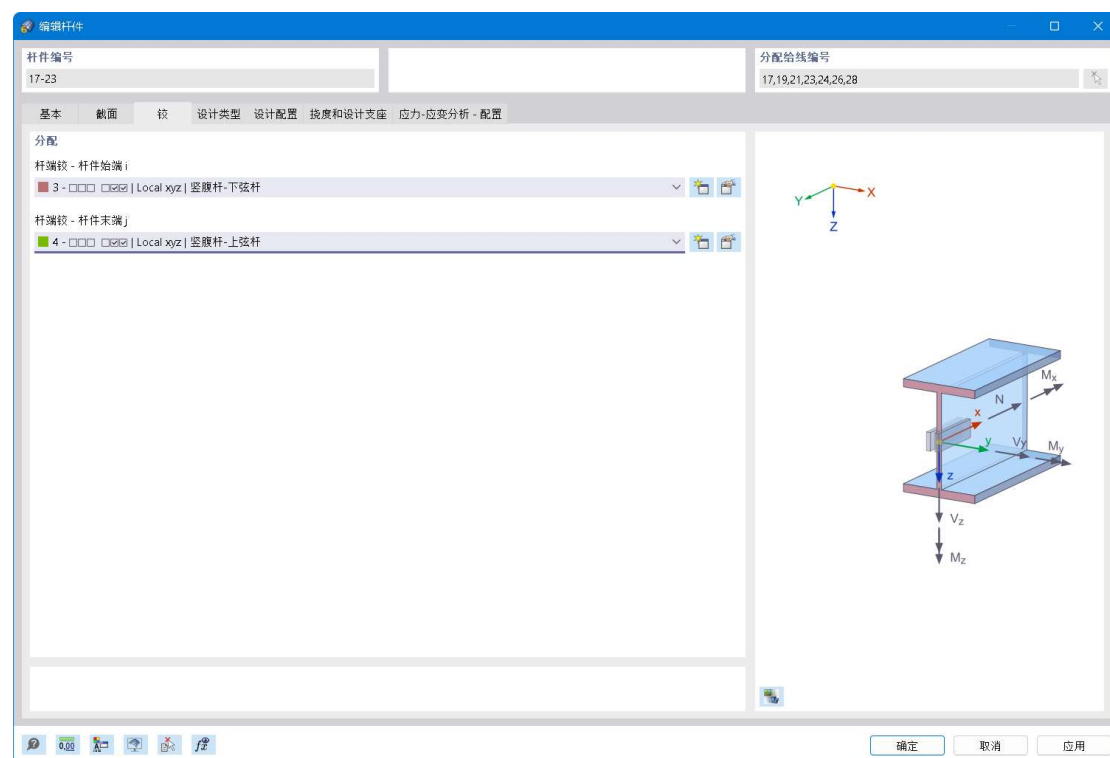 编辑杆件
杆件编号
17-23
分配给线编号
17,19,21,23,24,26,28
基本 截面 铰 设计类型 设计配置 挠度和设计支座 应力-应变分析 - 配置
分配
杆端铰 - 杆件始端 i
3 - □□□ □☑☑ | Local xyz | 竖腹杆-下弦杆
杆端铰 - 杆件末端 j
4 - □□□ □☑☑ | Local xyz | 竖腹杆-上弦杆
Y X
Z
Mx
N
x
y Vy My
z
Vz
Mz
0,00
确定 取消 应用